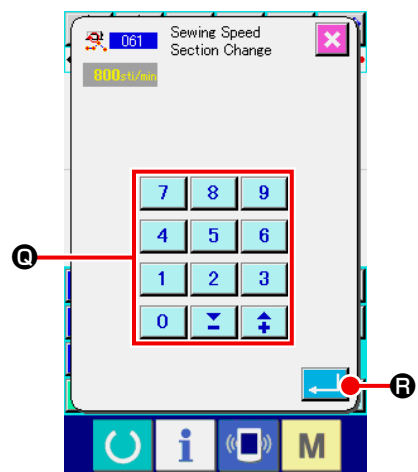 061 Sewing Speed
Section Change
800sti/min
7 8 9
4 5 6
1 2 3
0
Q
R
i M